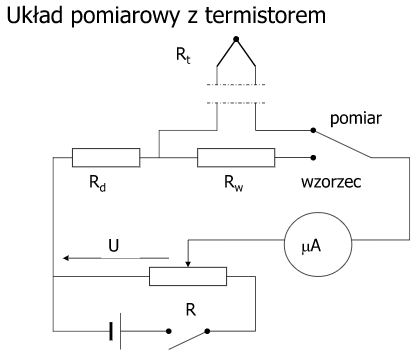 Układ pomiarowy z termistorem
Rt
pomiar
Rd
Rw
wzorzec
U
μA
R